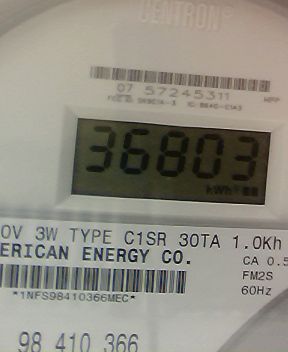 CENTRON®
07 57245311
36803
kWh
0V 3W TYPE C1SR 30TA 1.0Kh
ERICAN ENERGY CO.
CA 0.5
FM2S
*1NFS98410366MEC*
60Hz
98 410 366